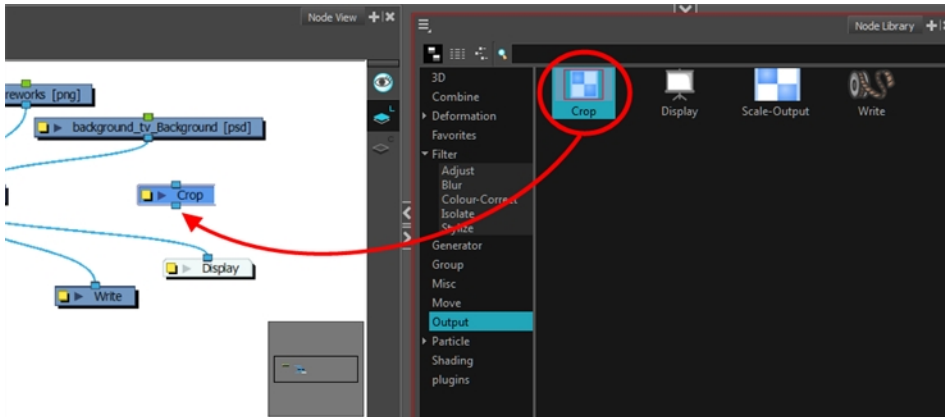 Node View
reworks [png]
background_tv_Background [psd]
Crop
Display
Write
L
C
Node Library
3D
Combine
Deformation
Favorites
Filter
Adjust
Blur
Colour-Correct
Isolate
Stylize
Generator
Group
Misc
Move
Output
Particle
Shading
plugins
Crop
Display
Scale-Output
Write